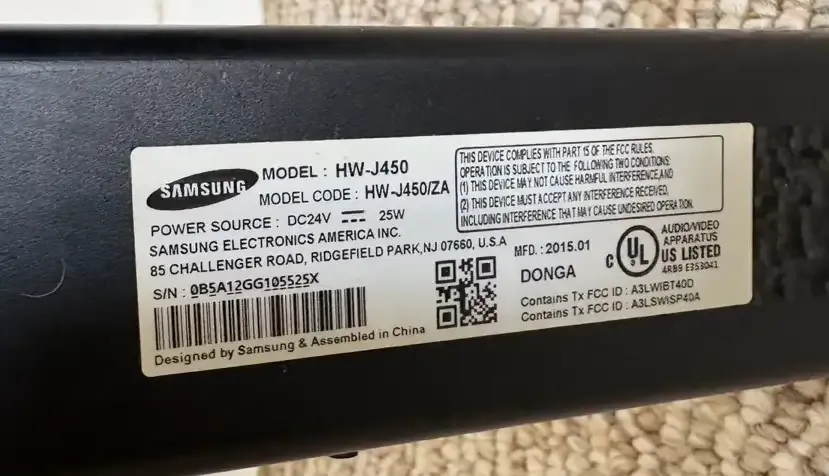 SAMSUNG
MODEL : HW-J450
MODEL CODE : HW-J450/ZA
POWER SOURCE : DC24V ⎓ 25W
SAMSUNG ELECTRONICS AMERICA INC.
85 CHALLENGER ROAD, RIDGEFIELD PARK,NJ 07660, U.S.A
S/N : 0B5A12GG105525X
Designed by Samsung & Assembled in China
THIS DEVICE COMPLIES WITH PART 15 OF THE FCC RULES.
OPERATION IS SUBJECT TO THE FOLLOWING TWO CONDITIONS:
(1) THIS DEVICE MAY NOT CAUSE HARMFUL INTERFERENCE,AND
(2) THIS DEVICE MUST ACCEPT ANY INTERFERENCE RECEIVED,
INCLUDING INTERFERENCE THAT MAY CAUSE UNDESIRED OPERATION.
MFD : 2015.01
DONGA
C UL
AUDIO/VIDEO
APPARATUS
US LISTED
4RB9 E353041
Contains Tx FCC ID : A3LWIBT40D
Contains Tx FCC ID : A3LSWISP40A